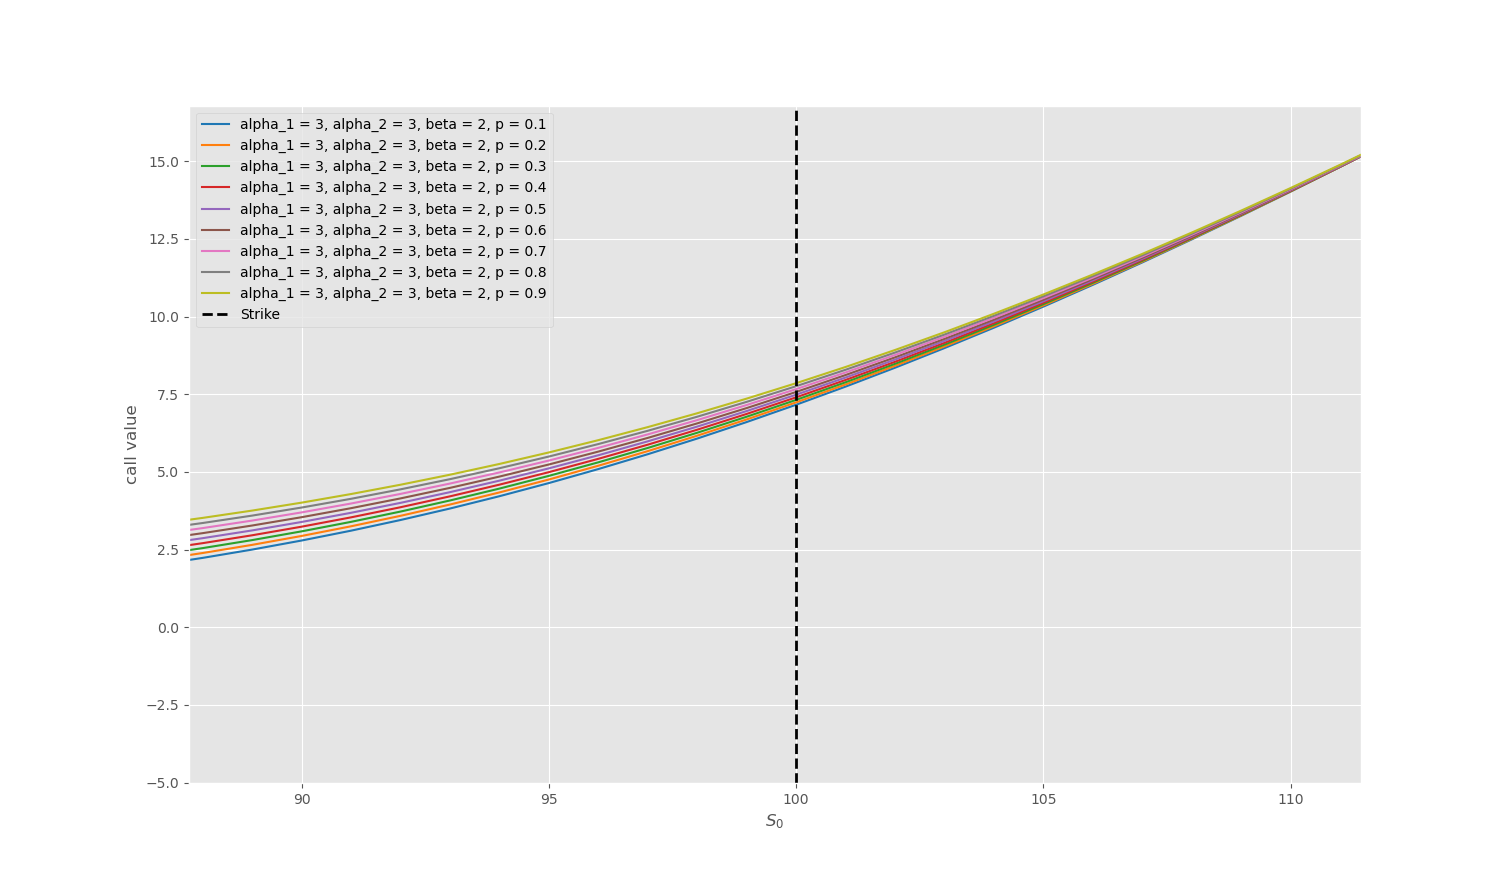 alpha_1 = 3, alpha_2 = 3, beta = 2, p = 0.1
alpha_1 = 3, alpha_2 = 3, beta = 2, p = 0.2
alpha_1 = 3, alpha_2 = 3, beta = 2, p = 0.3
alpha_1 = 3, alpha_2 = 3, beta = 2, p = 0.4
alpha_1 = 3, alpha_2 = 3, beta = 2, p = 0.5
alpha_1 = 3, alpha_2 = 3, beta = 2, p = 0.6
alpha_1 = 3, alpha_2 = 3, beta = 2, p = 0.7
alpha_1 = 3, alpha_2 = 3, beta = 2, p = 0.8
alpha_1 = 3, alpha_2 = 3, beta = 2, p = 0.9
Strike
15.0
12.5
10.0
7.5
5.0
2.5
0.0
−2.5
−5.0
call value
90
95
100
105
110
S₀